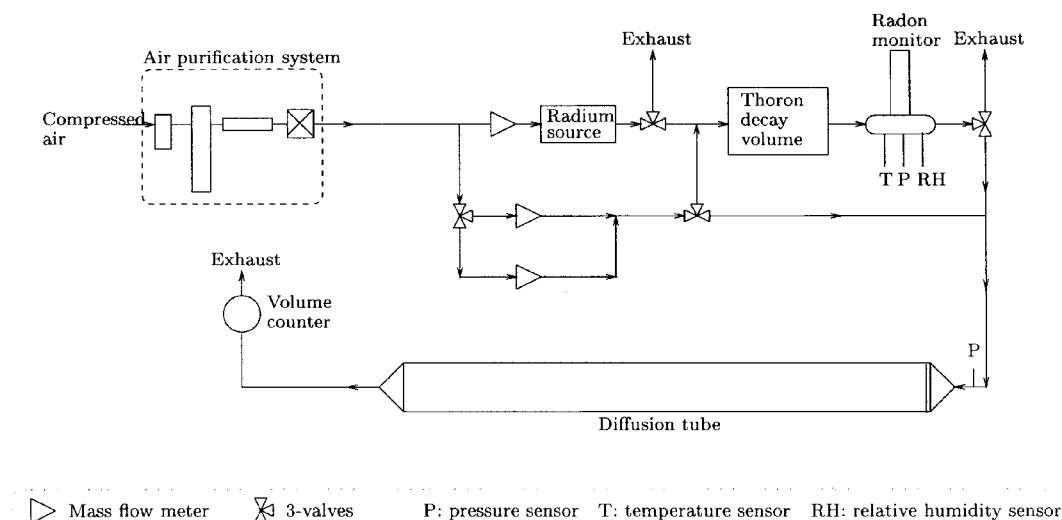 Radon
monitor
Exhaust
Exhaust
Air purification system
Compressed
air
Radium
source
Thoron
decay
volume
T P RH
Exhaust
Volume
counter
P
Diffusion tube
Mass flow meter
3-valves
P: pressure sensor
T: temperature sensor
RH: relative humidity sensor